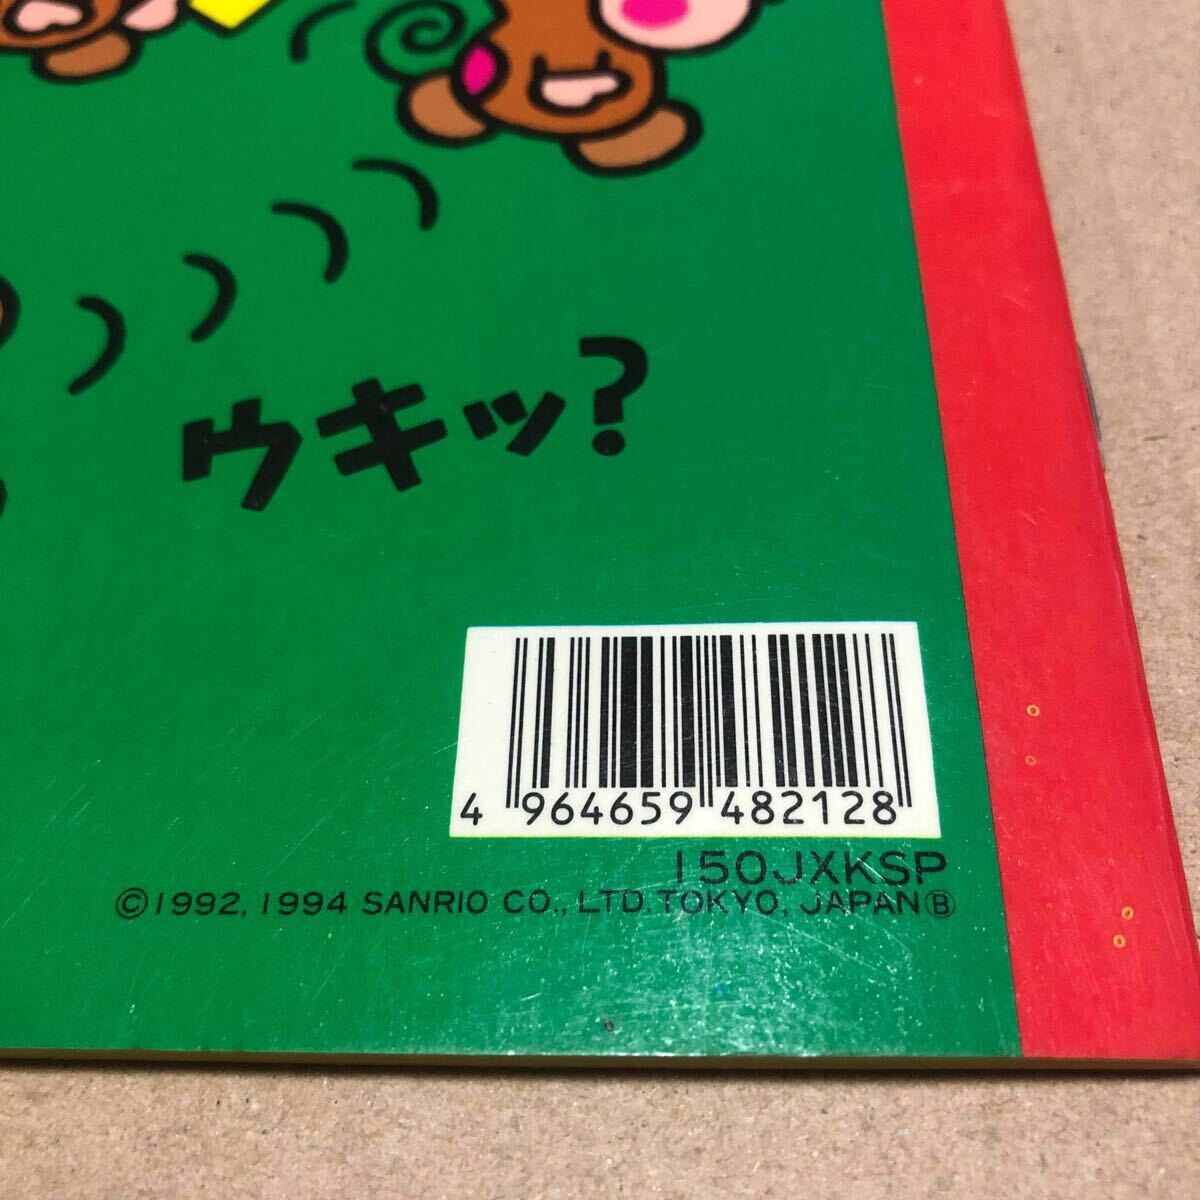 ウキッ?
4 964659 482128
150JXKSP
©1992, 1994 SANRIO CO., LTD. TOKYO, JAPAN Ⓑ